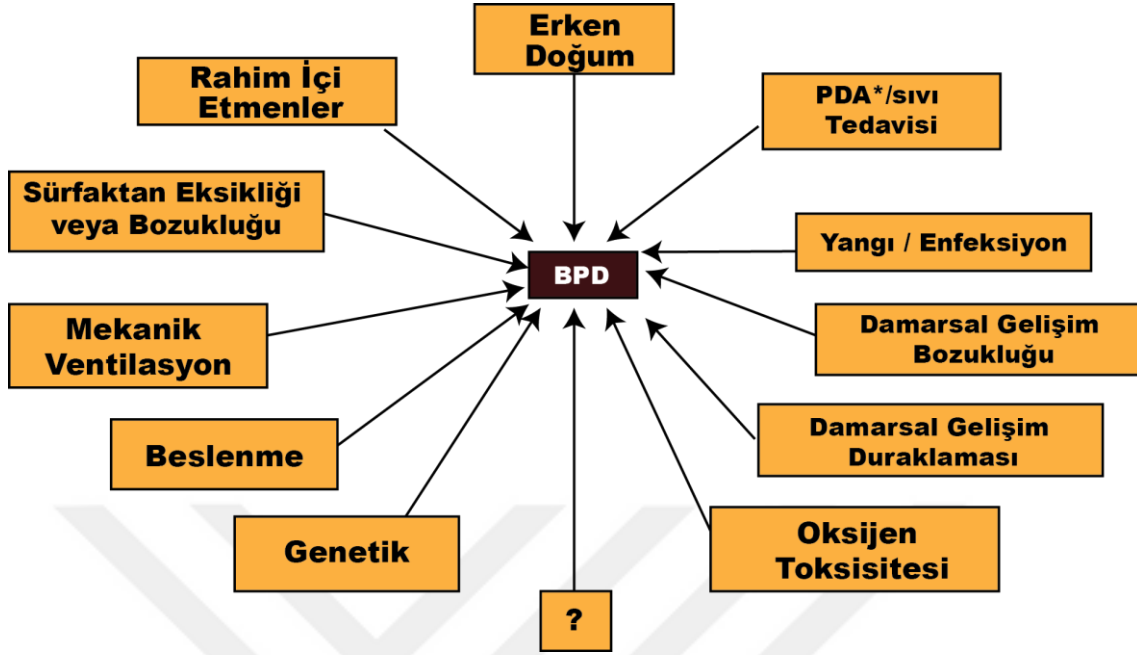 Erken
Doğum
Rahim İçi
Etmenler
PDA*/sıvı
Tedavisi
Sürfaktan Eksikliği
veya Bozukluğu
Yangı / Enfeksiyon
BPD
Mekanik
Ventilasyon
Damarsal Gelişim
Bozukluğu
Beslenme
Damarsal Gelişim
Duraklaması
Genetik
Oksijen
Toksisitesi
?